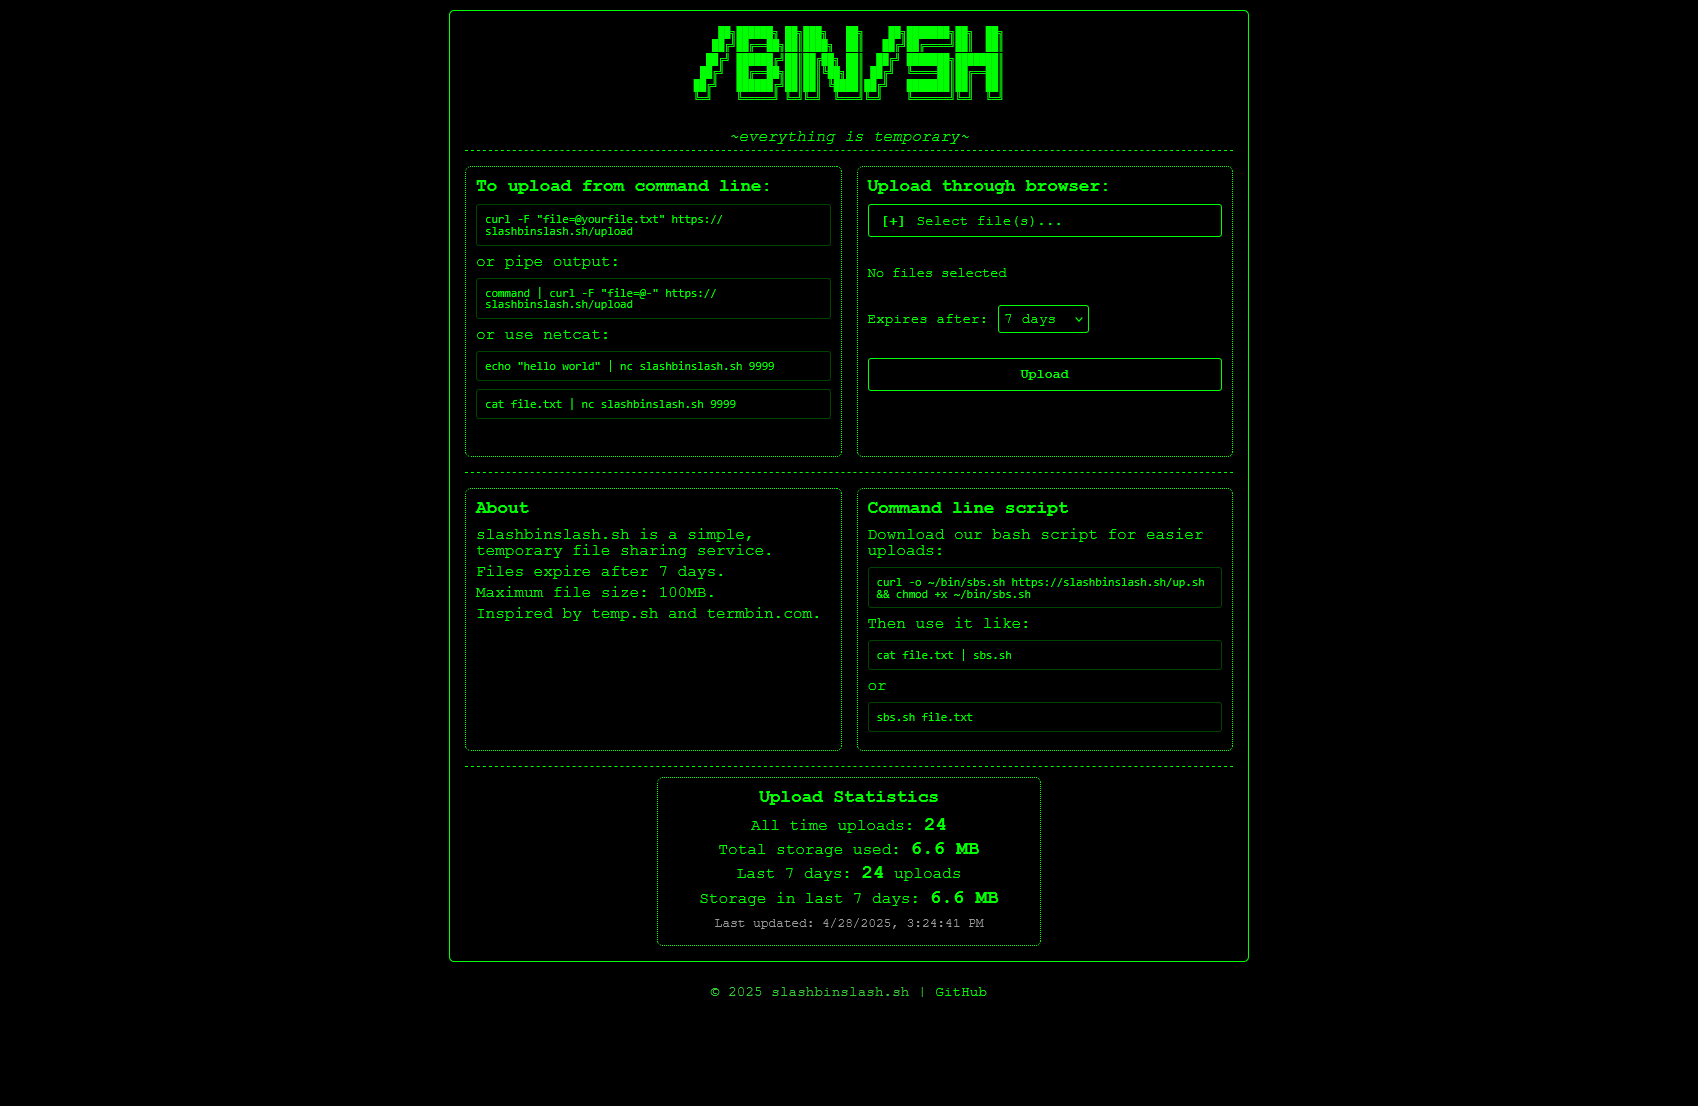 /BIN/SH
~everything is temporary~
To upload from command line:
curl -F "file=@yourfile.txt" https://
slashbinslash.sh/upload
or pipe output:
command | curl -F "file=@-" https://
slashbinslash.sh/upload
or use netcat:
echo "hello world" | nc slashbinslash.sh 9999
cat file.txt | nc slashbinslash.sh 9999
Upload through browser:
[+] Select file(s)...
No files selected
Expires after: 7 days
Upload
About
slashbinslash.sh is a simple,
temporary file sharing service.
Files expire after 7 days.
Maximum file size: 100MB.
Inspired by temp.sh and termbin.com.
Command line script
Download our bash script for easier
uploads:
curl -o ~/bin/sbs.sh https://slashbinslash.sh/up.sh
&& chmod +x ~/bin/sbs.sh
Then use it like:
cat file.txt | sbs.sh
or
sbs.sh file.txt
Upload Statistics
All time uploads: 24
Total storage used: 6.6 MB
Last 7 days: 24 uploads
Storage in last 7 days: 6.6 MB
Last updated: 4/28/2025, 3:24:41 PM
© 2025 slashbinslash.sh | GitHub